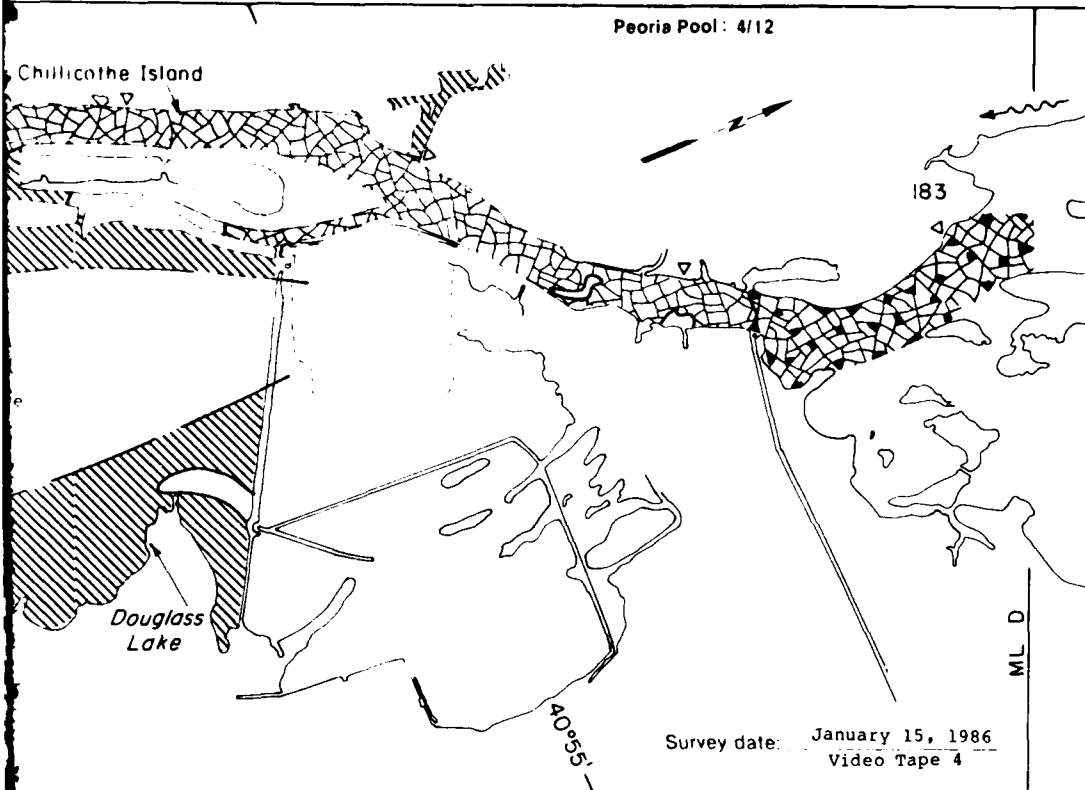 Peoria Pool: 4/12
Chillicothe Island
N
183
Douglass
Lake
ML D
40°55'
Survey date: January 15, 1986
Video Tape 4